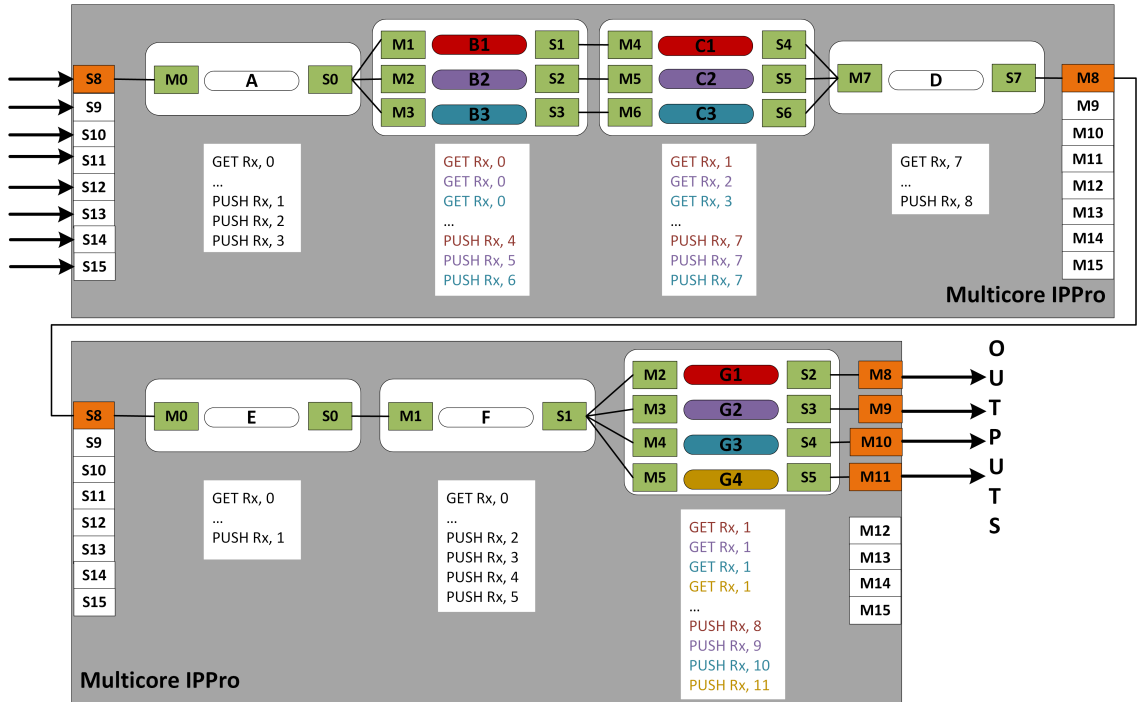 M1 B1 S1 M4 C1 S4
S8 M0 A S0 M2 B2 S2 M5 C2 S5 M7 D S7 M8
M3 B3 S3 M6 C3 S6
S9
S10
S11
S12
S13
S14
S15
M9
M10
M11
M12
M13
M14
M15
GET Rx, 0
...
PUSH Rx, 1
PUSH Rx, 2
PUSH Rx, 3
GET Rx, 0
GET Rx, 0
GET Rx, 0
...
PUSH Rx, 4
PUSH Rx, 5
PUSH Rx, 6
GET Rx, 1
GET Rx, 2
GET Rx, 3
...
PUSH Rx, 7
PUSH Rx, 7
PUSH Rx, 7
GET Rx, 7
...
PUSH Rx, 8
Multicore IPPro
M2 G1 S2 M8
S8 M0 E S0 M1 F S1 M3 G2 S3 M9
M4 G3 S4 M10
M5 G4 S5 M11
S9
S10
S11
S12
S13
S14
S15
M12
M13
M14
M15
GET Rx, 0
...
PUSH Rx, 1
GET Rx, 0
...
PUSH Rx, 2
PUSH Rx, 3
PUSH Rx, 4
PUSH Rx, 5
GET Rx, 1
GET Rx, 1
GET Rx, 1
GET Rx, 1
...
PUSH Rx, 8
PUSH Rx, 9
PUSH Rx, 10
PUSH Rx, 11
Multicore IPPro
OUTPUTS